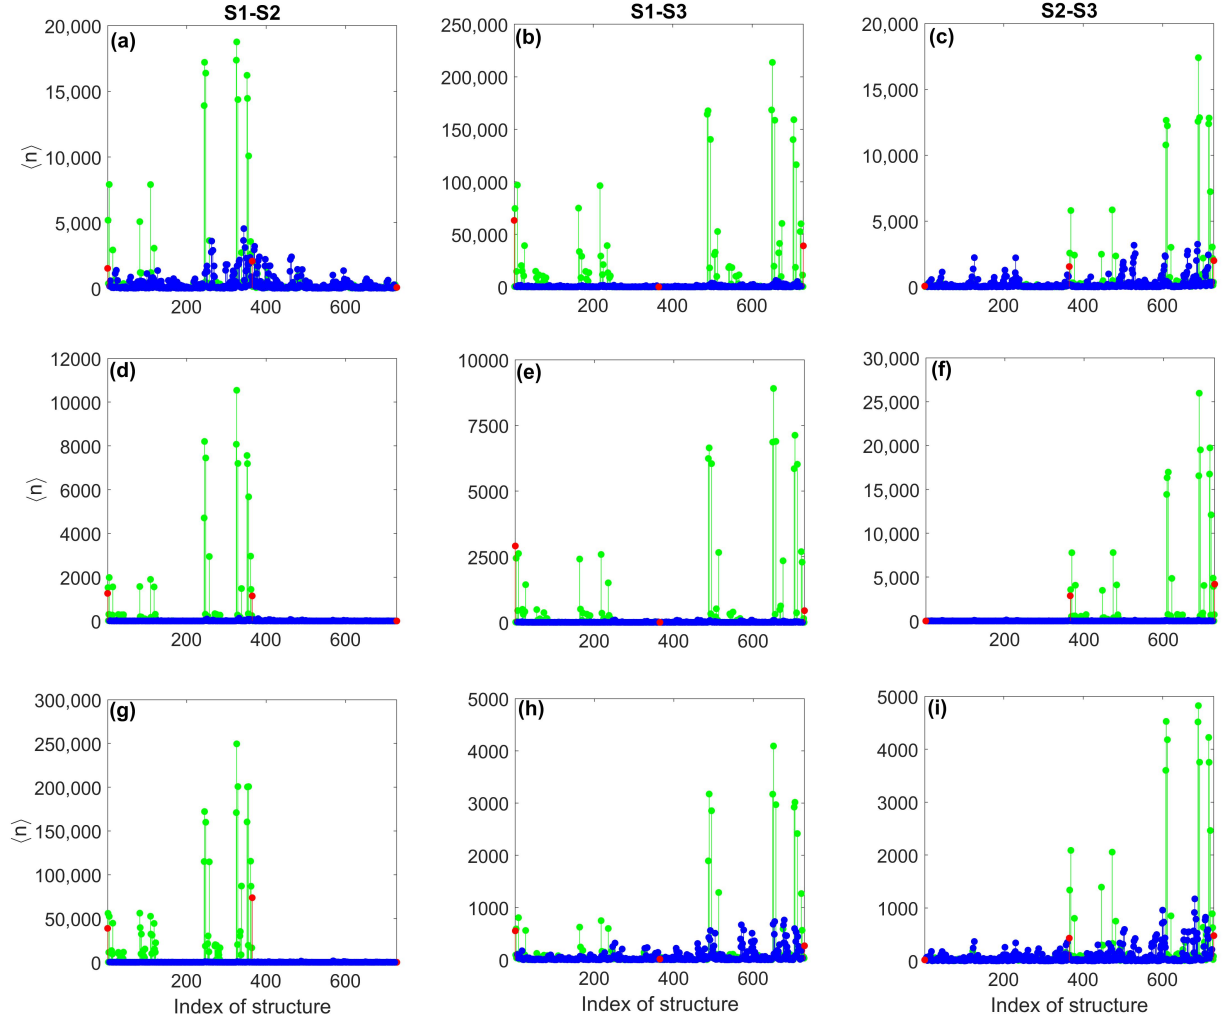 S1-S2
S1-S3
S2-S3
(a)
20,000
15,000
10,000
5,000
0
⟨n⟩
200 400 600
(b)
250,000
200,000
150,000
100,000
50,000
0
200 400 600
(c)
20,000
15,000
10,000
5,000
0
200 400 600
(d)
12000
10000
8000
6000
4000
2000
0
⟨n⟩
200 400 600
(e)
10000
7500
5000
2500
0
200 400 600
(f)
30,000
25,000
20,000
15,000
10,000
5,000
0
200 400 600
(g)
300,000
250,000
200,000
150,000
100,000
50,000
0
⟨n⟩
200 400 600
Index of structure
(h)
5000
4000
3000
2000
1000
0
200 400 600
Index of structure
(i)
5000
4000
3000
2000
1000
0
200 400 600
Index of structure